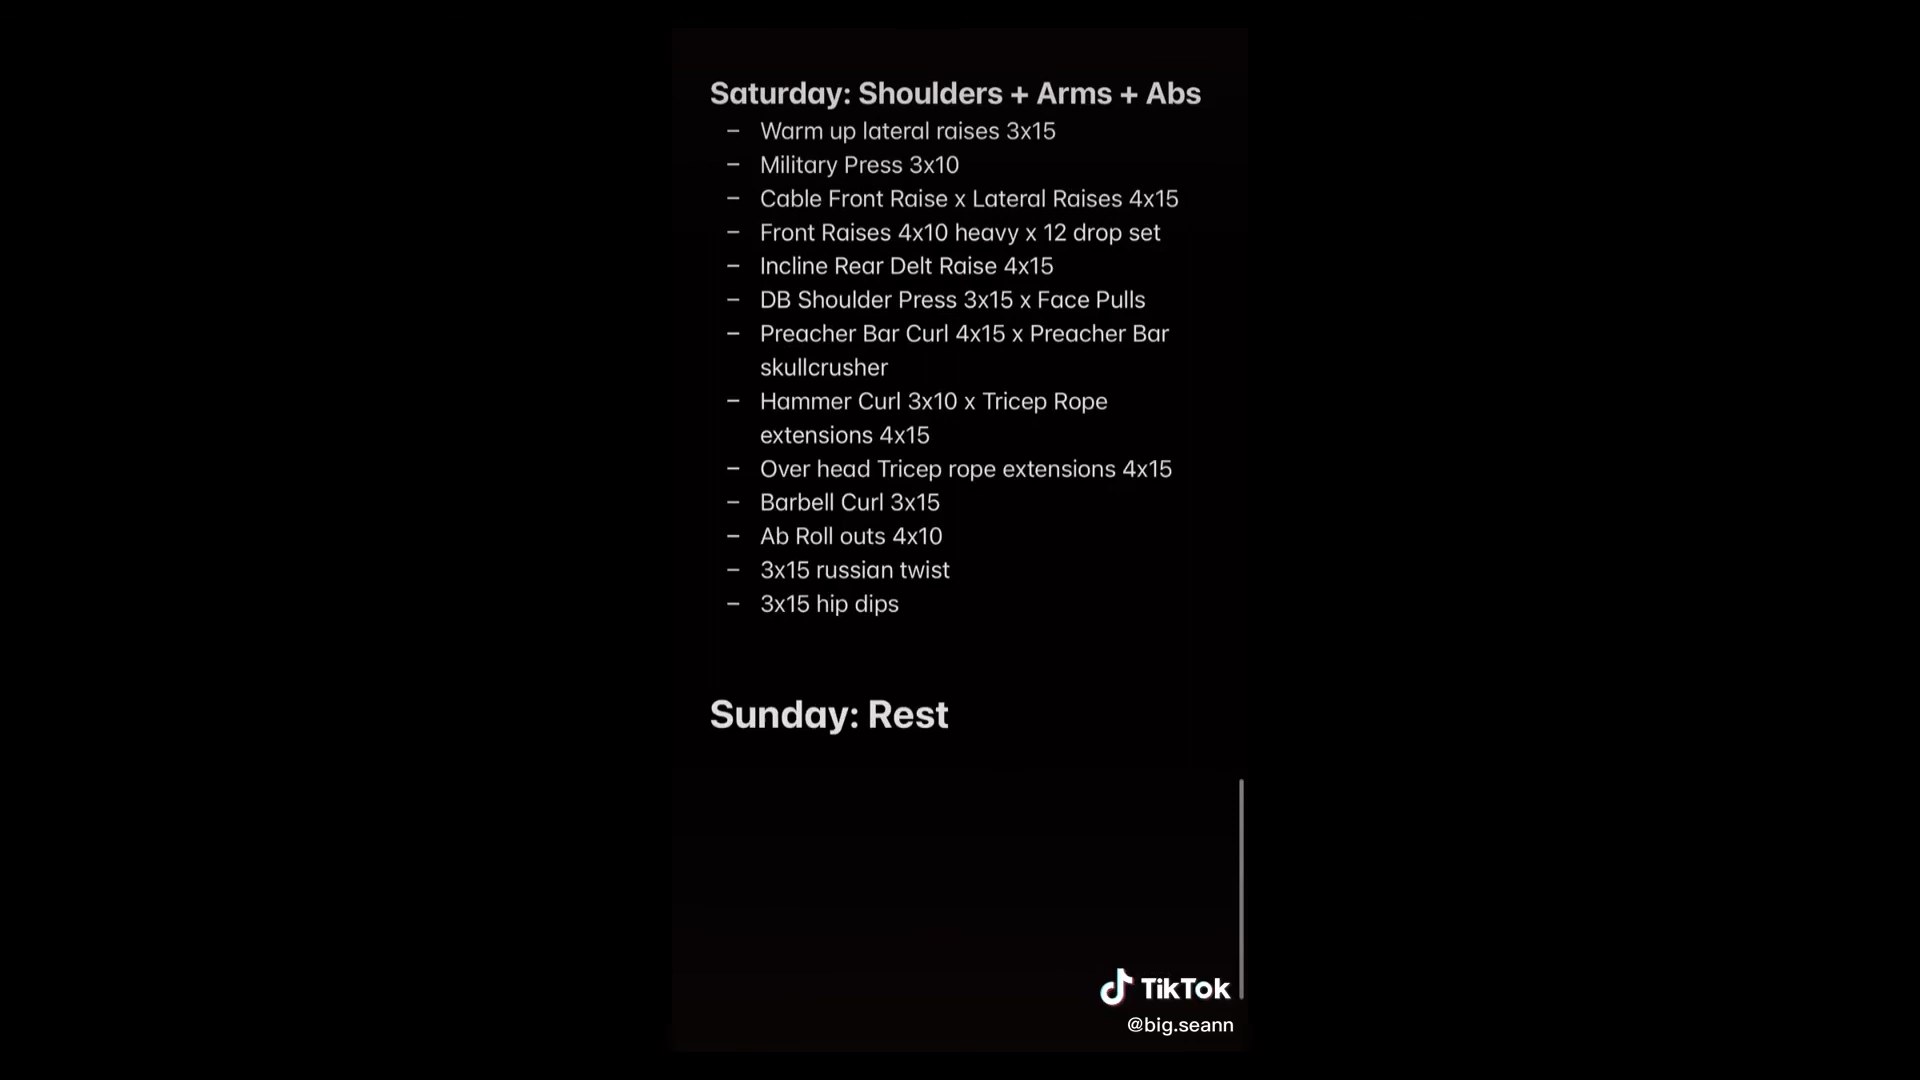 Saturday: Shoulders + Arms + Abs
– Warm up lateral raises 3x15
– Military Press 3x10
– Cable Front Raise x Lateral Raises 4x15
– Front Raises 4x10 heavy x 12 drop set
– Incline Rear Delt Raise 4x15
– DB Shoulder Press 3x15 x Face Pulls
– Preacher Bar Curl 4x15 x Preacher Bar
skullcrusher
– Hammer Curl 3x10 x Tricep Rope
extensions 4x15
– Over head Tricep rope extensions 4x15
– Barbell Curl 3x15
– Ab Roll outs 4x10
– 3x15 russian twist
– 3x15 hip dips
Sunday: Rest
TikTok
@big.seann